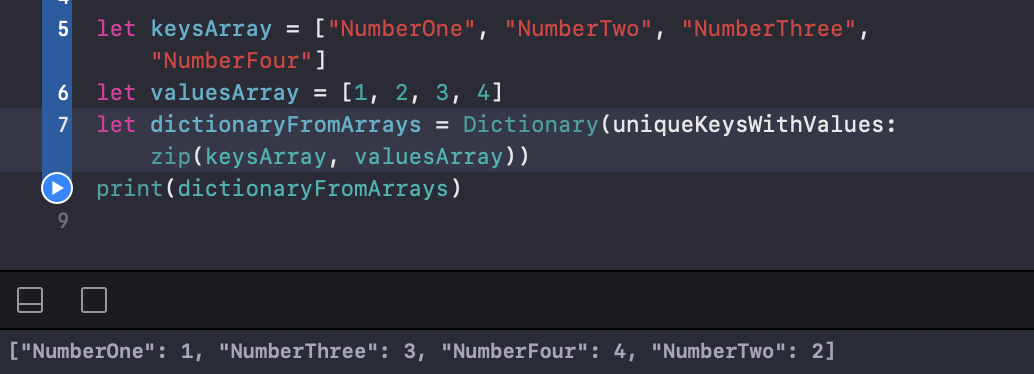 5 let keysArray = ["NumberOne", "NumberTwo", "NumberThree",
"NumberFour"]
6 let valuesArray = [1, 2, 3, 4]
7 let dictionaryFromArrays = Dictionary(uniqueKeysWithValues:
zip(keysArray, valuesArray))
print(dictionaryFromArrays)
9
["NumberOne": 1, "NumberThree": 3, "NumberFour": 4, "NumberTwo": 2]